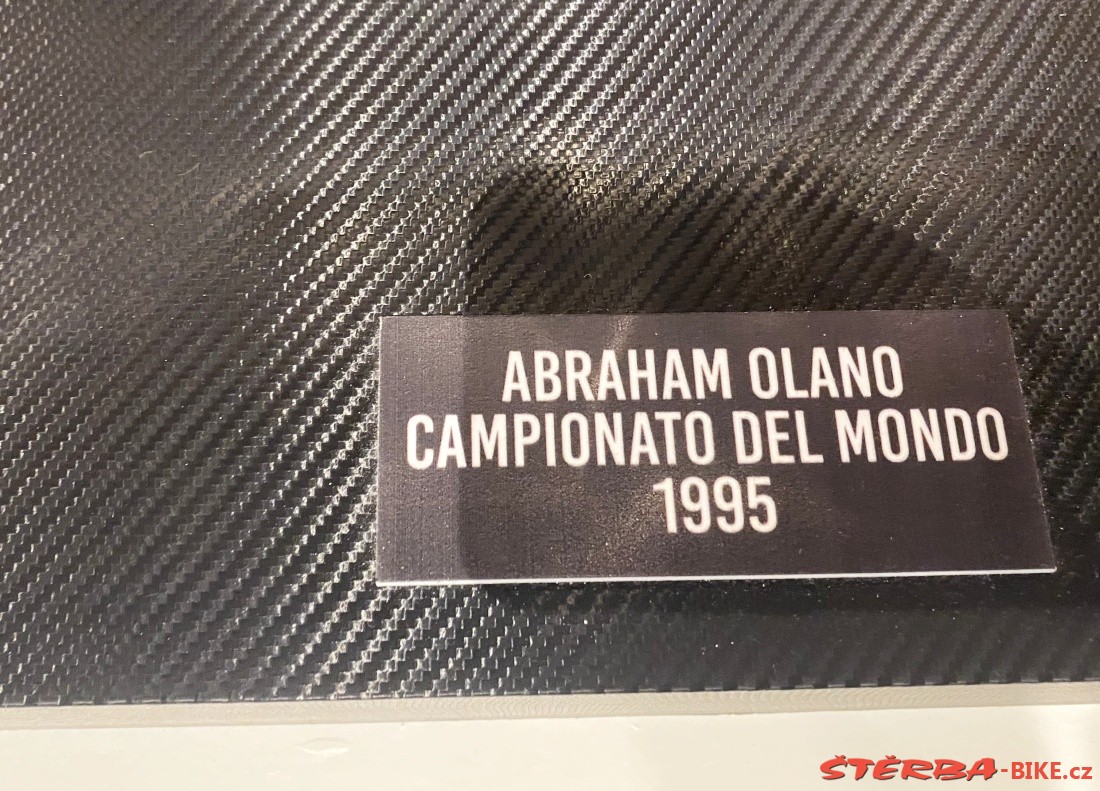 ABRAHAM OLANO
CAMPIONATO DEL MONDO
1995
ŠTĚRBA-BIKE.cz